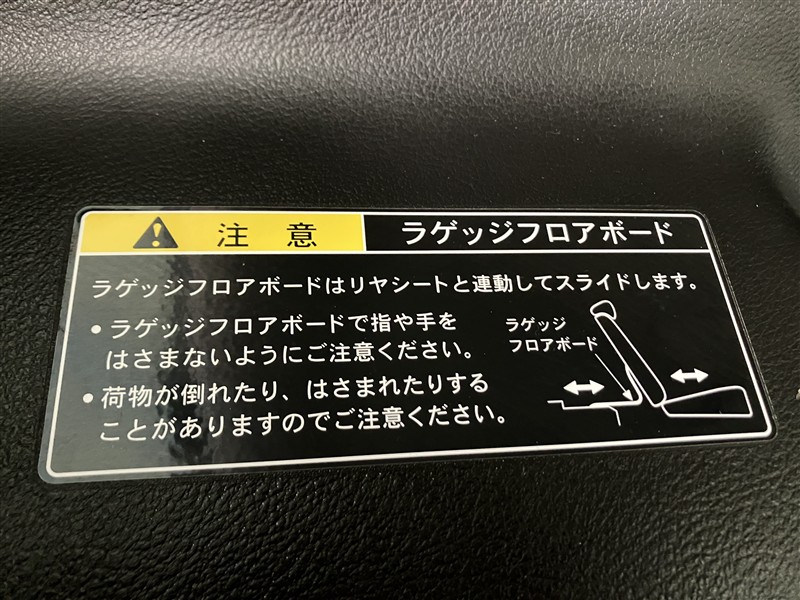 注意 ラゲッジフロアボード
ラゲッジフロアボードはリヤシートと連動してスライドします。
•ラゲッジフロアボードで指や手を
はさまないようにご注意ください。
•荷物が倒れたり、はさまれたりする
ことがありますのでご注意ください。
ラゲッジ
フロアボード